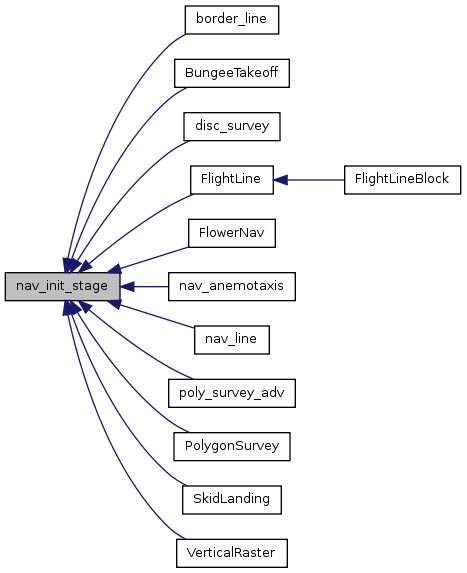 border_line
BungeeTakeoff
disc_survey
FlightLine
FlightLineBlock
FlowerNav
nav_init_stage
nav_anemotaxis
nav_line
poly_survey_adv
PolygonSurvey
SkidLanding
VerticalRaster